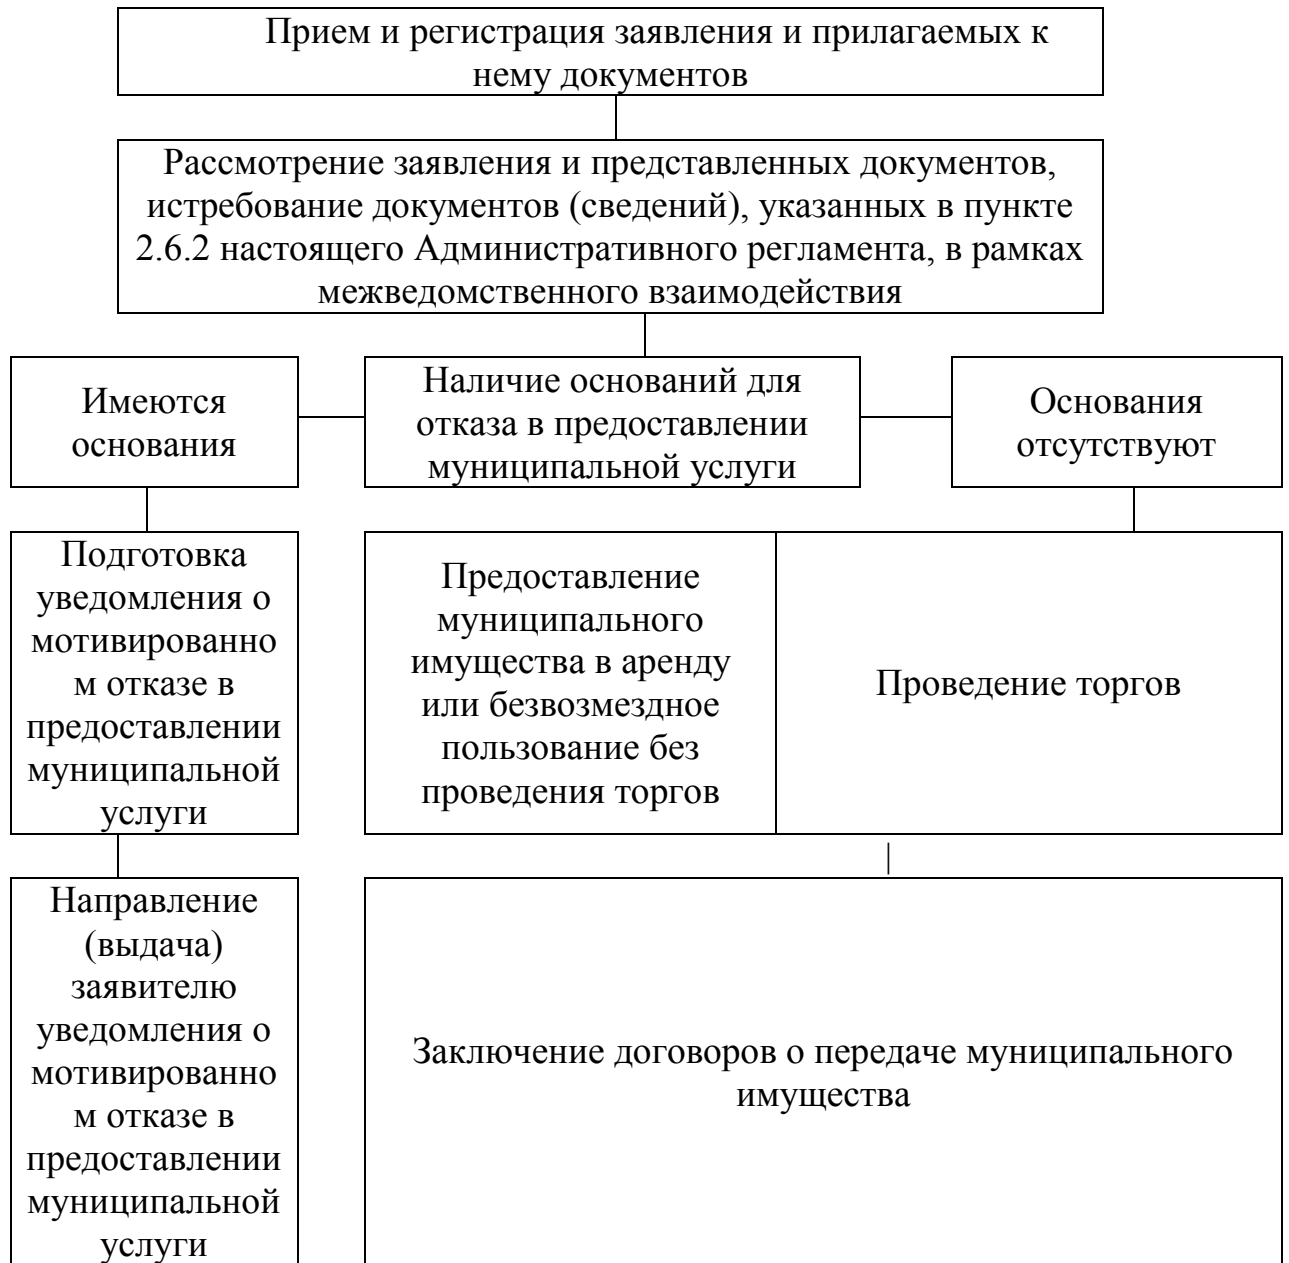 Прием и регистрация заявления и прилагаемых к
нему документов
Рассмотрение заявления и представленных документов,
истребование документов (сведений), указанных в пункте
2.6.2 настоящего Административного регламента, в рамках
межведомственного взаимодействия
Имеются
основания
Наличие оснований для
отказа в предоставлении
муниципальной услуги
Основания
отсутствуют
Подготовка
уведомления о
мотивированно
м отказе в
предоставлении
муниципальной
услуги
Предоставление
муниципального
имущества в аренду
или безвозмездное
пользование без
проведения торгов
Проведение торгов
Направление
(выдача)
заявителю
уведомления о
мотивированно
м отказе в
предоставлении
муниципальной
услуги
Заключение договоров о передаче муниципального
имущества